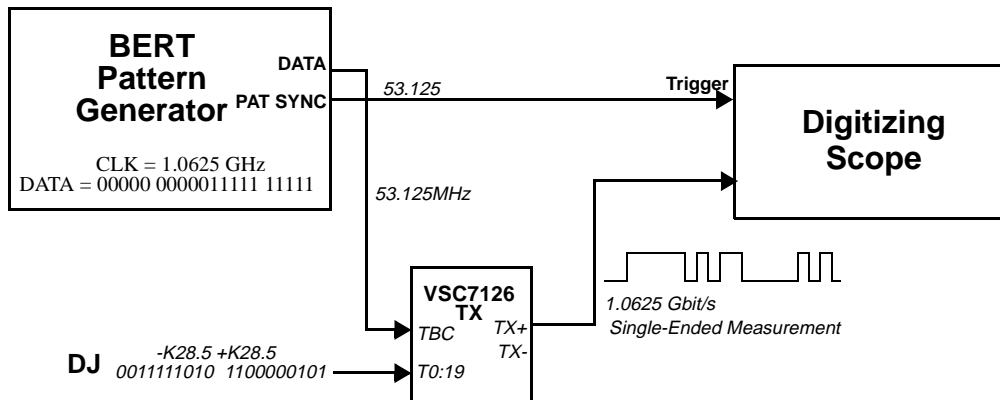 BERT
Pattern
Generator
DATA
PAT SYNC
CLK = 1.0625 GHz
DATA = 00000 0000011111 11111
53.125
Trigger
Digitizing
Scope
53.125MHz
VSC7126
TX
TBC
TX+
TX-
T0:19
1.0625 Gbit/s
Single-Ended Measurement
DJ
-K28.5 +K28.5
0011111010 1100000101